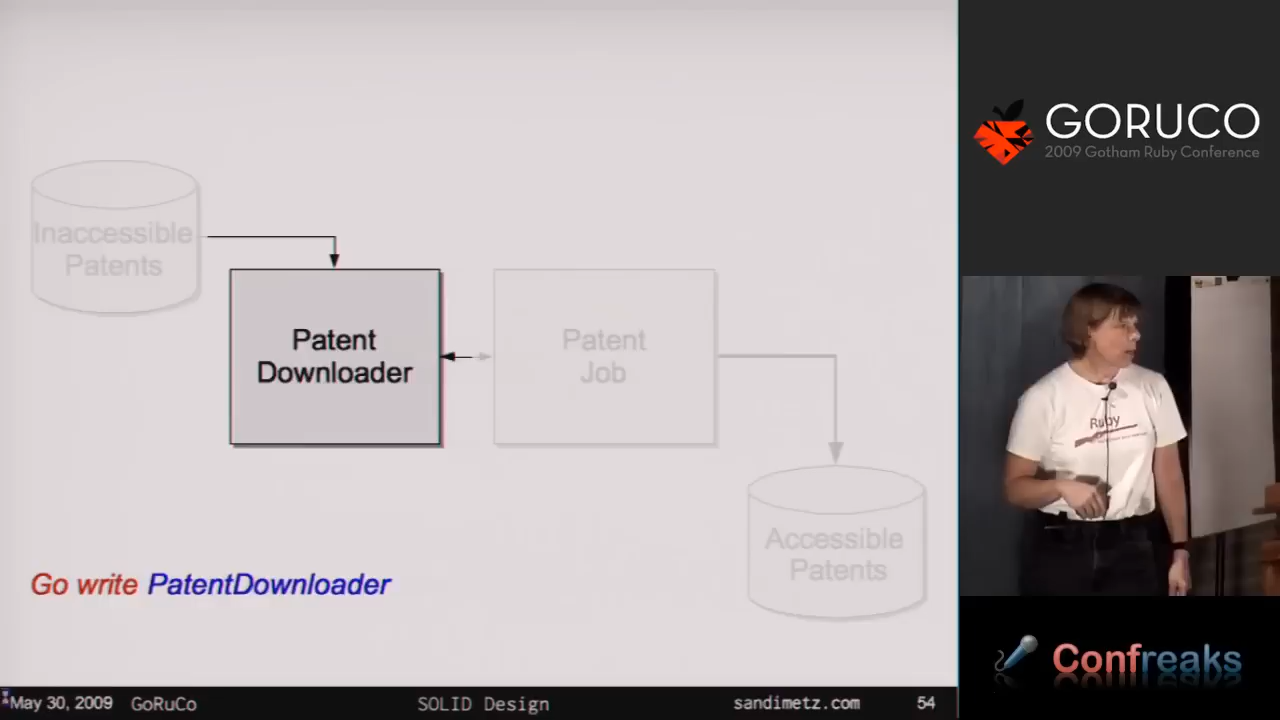 Inaccessible
Patents
Patent
Downloader
Patent
Job
Accessible
Patents
Go write PatentDownloader
May 30, 2009 GoRuCo SOLID Design sandimetz.com 54
GORUCO
2009 Gotham Ruby Conference
Ruby
Confreaks